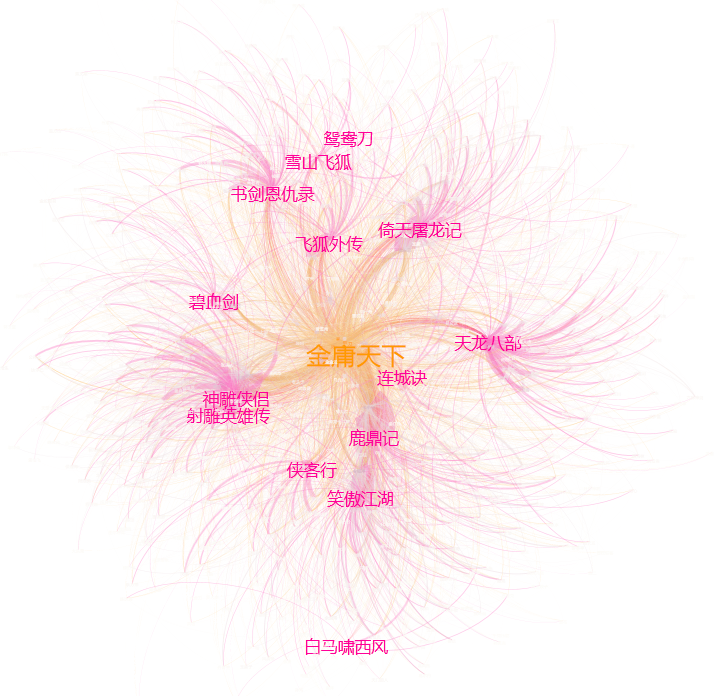 鸳鸯刀
雪山飞狐
书剑恩仇录
倚天屠龙记
飞狐外传
碧血剑
天龙八部
金庸天下
连城诀
神雕侠侣
射雕英雄传
鹿鼎记
侠客行
笑傲江湖
白马啸西风